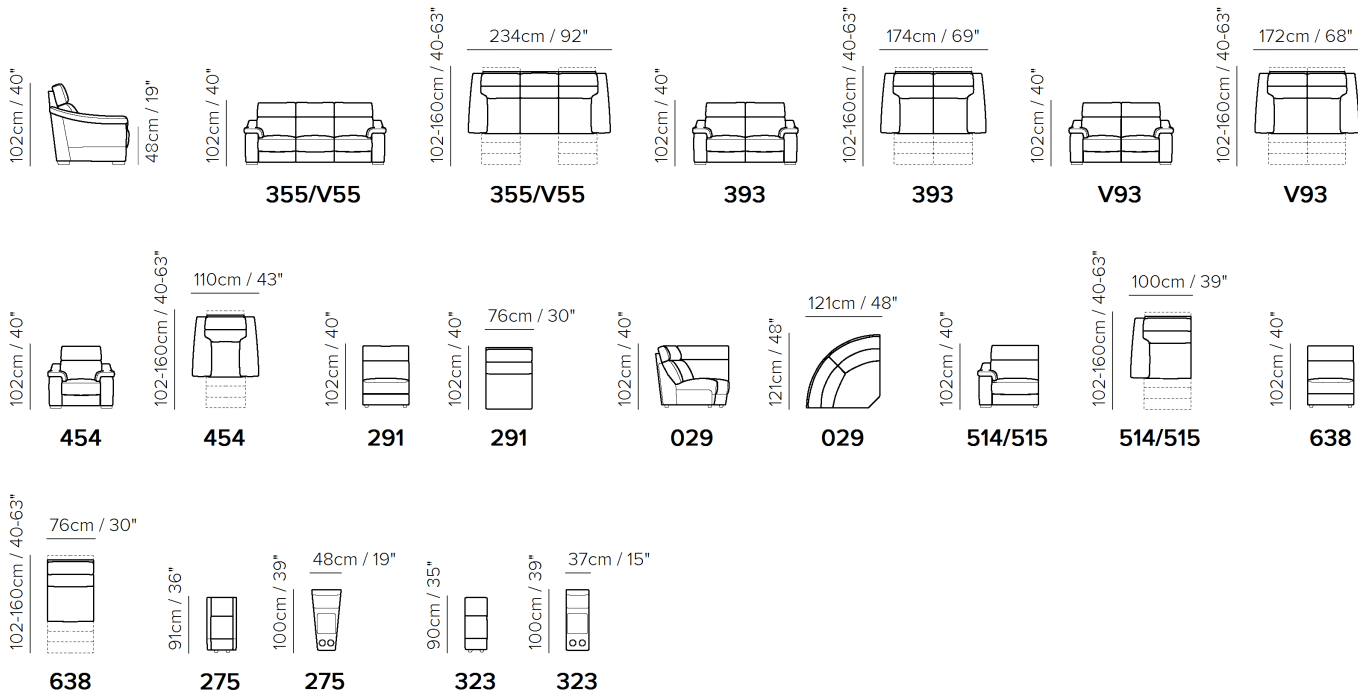 102cm / 40"
48cm / 19"
102cm / 40"
355/V55
102-160cm / 40-63"
234cm / 92"
355/V55
102cm / 40"
393
102-160cm / 40-63"
174cm / 69"
393
102cm / 40"
V93
102-160cm / 40-63"
172cm / 68"
V93
102cm / 40"
454
102-160cm / 40-63"
110cm / 43"
454
102cm / 40"
291
102cm / 40"
76cm / 30"
291
102cm / 40"
029
121cm / 48"
121cm / 48"
029
102cm / 40"
514/515
102-160cm / 40-63"
100cm / 39"
514/515
102cm / 40"
638
102-160cm / 40-63"
76cm / 30"
638
91cm / 36"
275
100cm / 39"
48cm / 19"
275
90cm / 35"
323
100cm / 39"
37cm / 15"
323